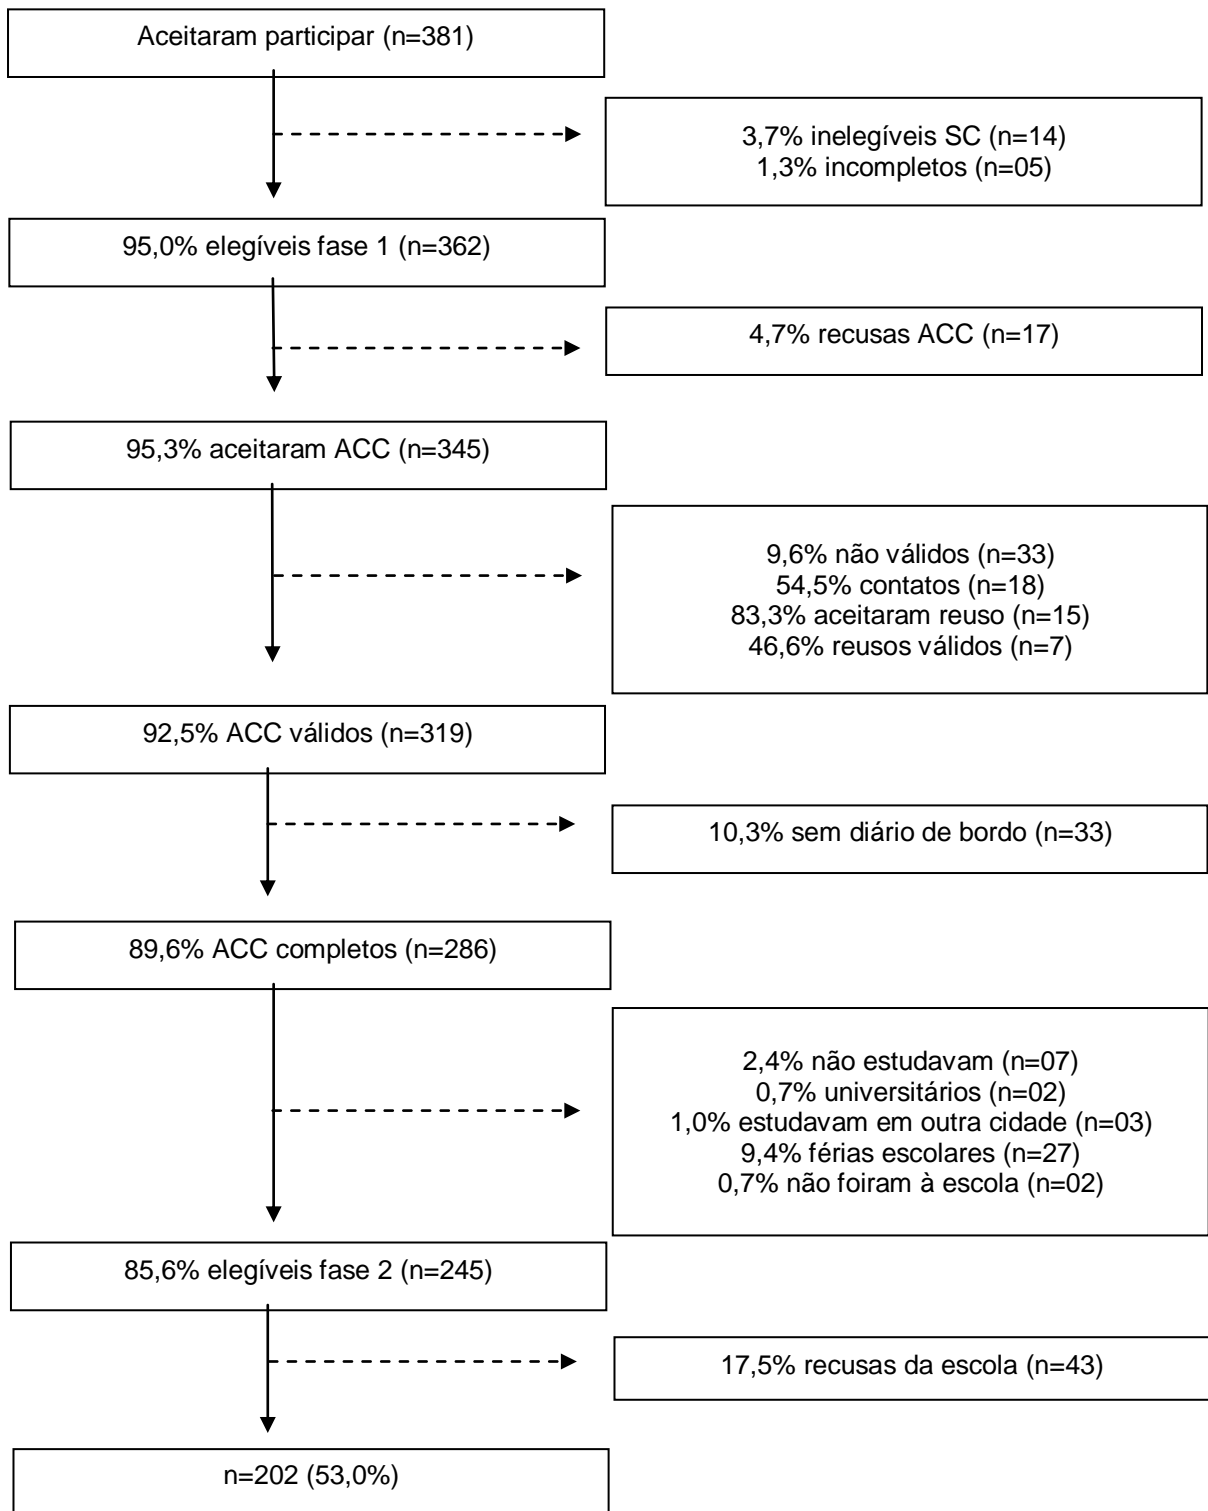 Aceitaram participar (n=381)
3,7% inelegíveis SC (n=14)
1,3% incompletos (n=05)
95,0% elegíveis fase 1 (n=362)
4,7% recusas ACC (n=17)
95,3% aceitaram ACC (n=345)
9,6% não válidos (n=33)
54,5% contatos (n=18)
83,3% aceitaram reuso (n=15)
46,6% reusos válidos (n=7)
92,5% ACC válidos (n=319)
10,3% sem diário de bordo (n=33)
89,6% ACC completos (n=286)
2,4% não estudavam (n=07)
0,7% universitários (n=02)
1,0% estudavam em outra cidade (n=03)
9,4% férias escolares (n=27)
0,7% não foiram à escola (n=02)
85,6% elegíveis fase 2 (n=245)
17,5% recusas da escola (n=43)
n=202 (53,0%)